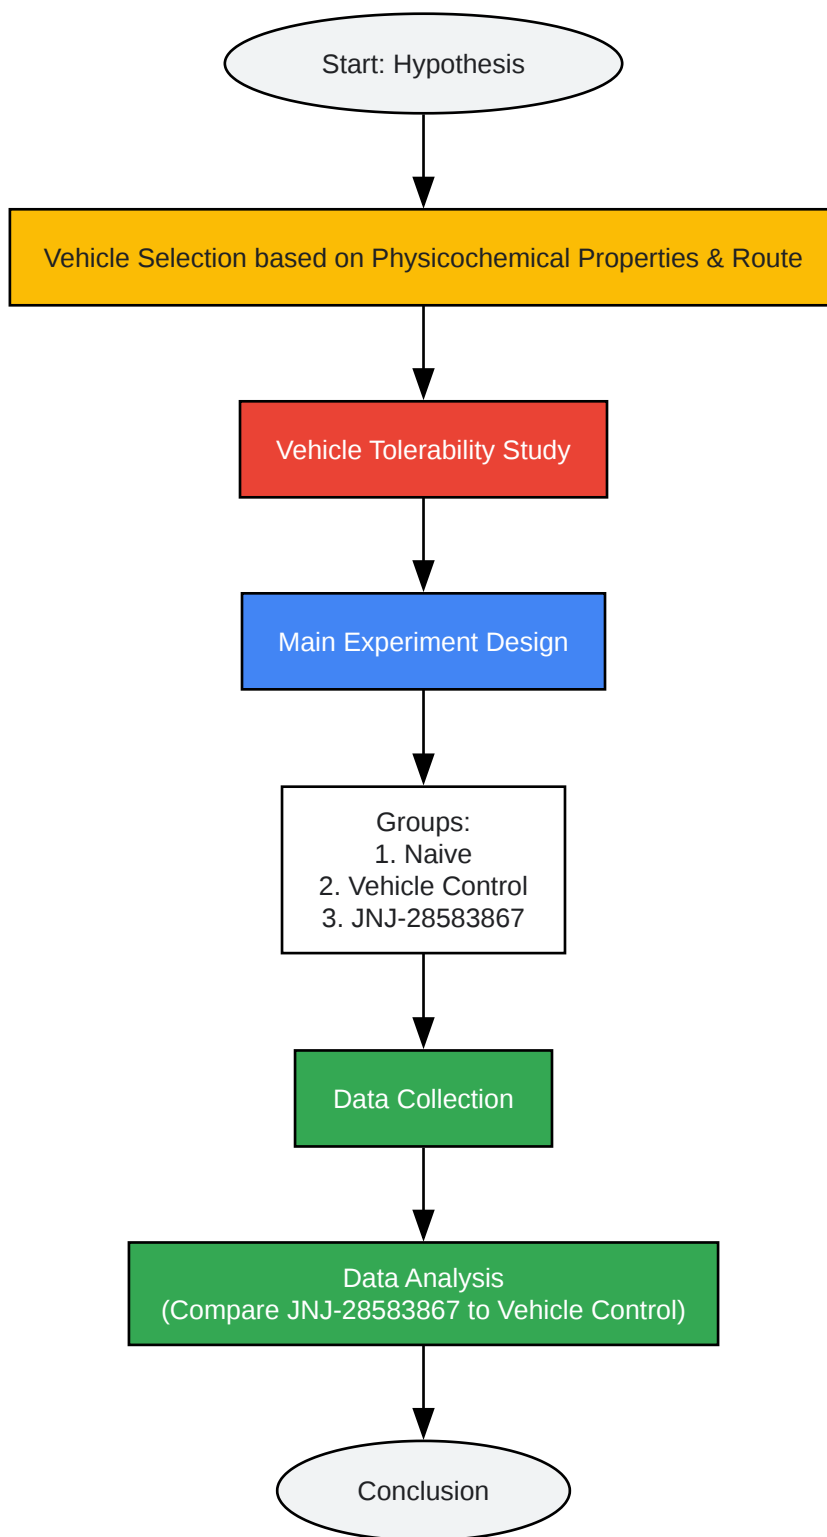 Start: Hypothesis
Vehicle Selection based on Physicochemical Properties & Route
Vehicle Tolerability Study
Main Experiment Design
Groups:
1. Naive
2. Vehicle Control
3. JNJ-28583867
Data Collection
Data Analysis
(Compare JNJ-28583867 to Vehicle Control)
Conclusion